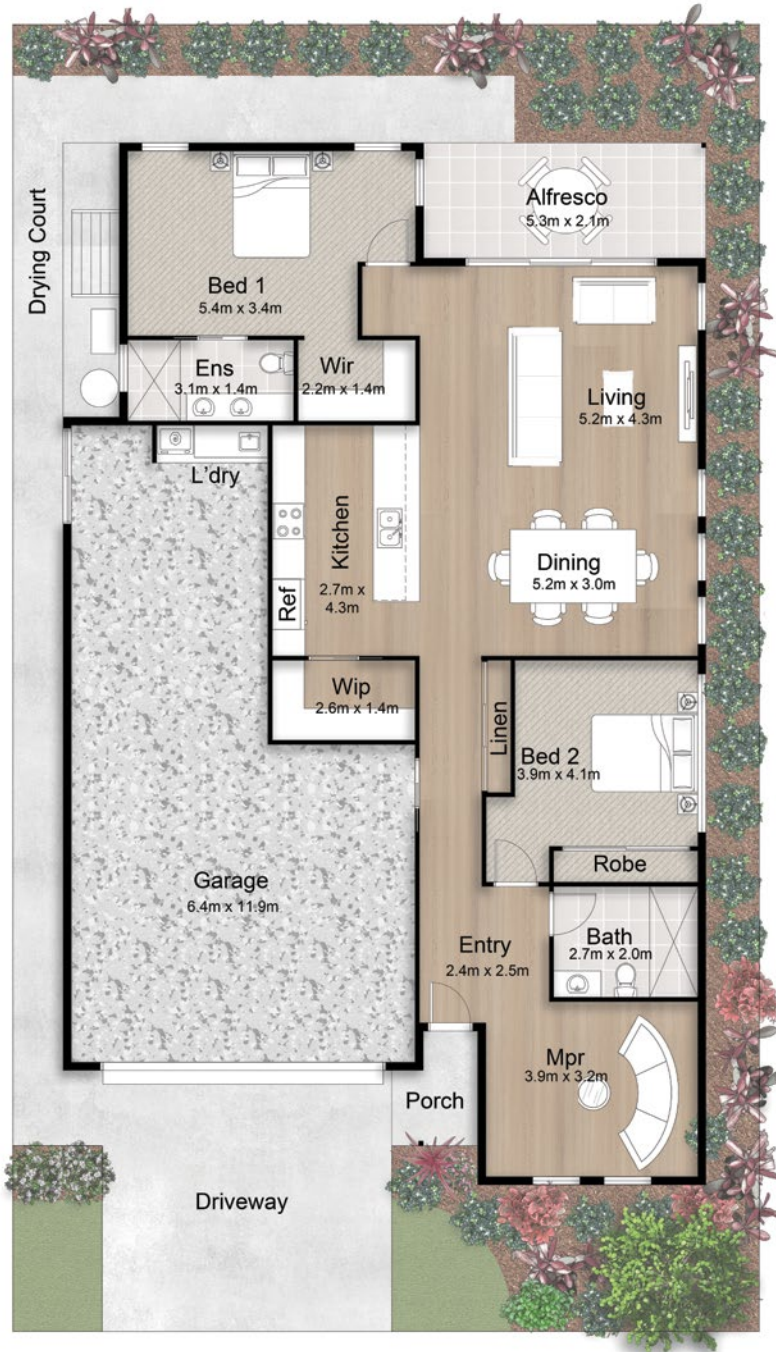 Drying Court
Alfresco
5.3m x 2.1m
Bed 1
5.4m x 3.4m
Ens
3.1m x 1.4m
Wir
2.2m x 1.4m
Living
5.2m x 4.3m
L'dry
Kitchen
2.7m x
4.3m
Ref
Dining
5.2m x 3.0m
Wip
2.6m x 1.4m
Linen
Bed 2
3.9m x 4.1m
Robe
Garage
6.4m x 11.9m
Bath
2.7m x 2.0m
Entry
2.4m x 2.5m
Mpr
3.9m x 3.2m
Porch
Driveway